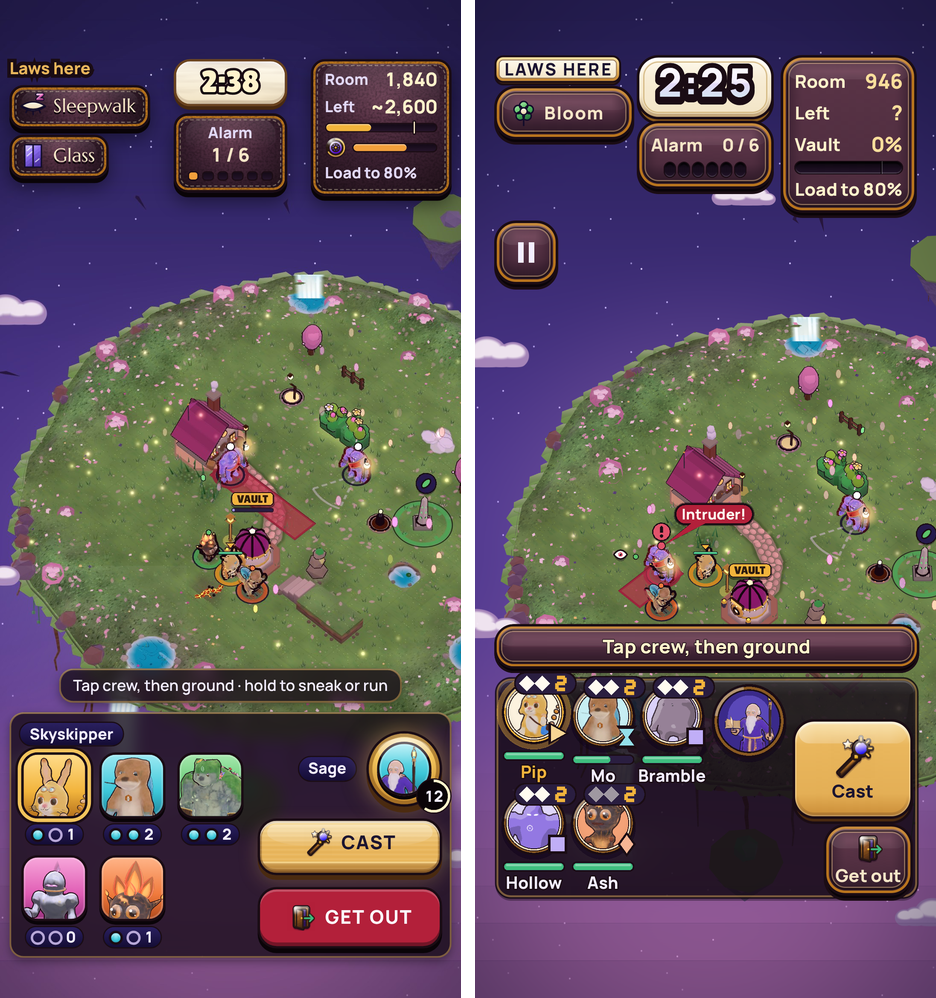 Laws here
Sleepwalk
Glass
2:38
Alarm
1 / 6
Room 1,840
Left ~2,600
Load to 80%
VAULT
Tap crew, then ground · hold to sneak or run
Skyskipper
1
2
2
0
1
Sage
12
CAST
GET OUT
LAWS HERE
Bloom
2:25
Alarm 0 / 6
Room 946
Left ?
Vault 0%
Load to 80%
Intruder!
VAULT
Tap crew, then ground
2
2
2
Pip
Mo
Bramble
2
2
Hollow
Ash
Cast
Get out